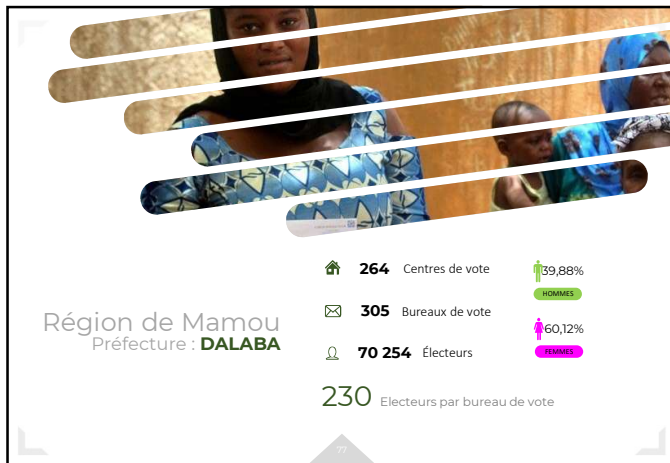 264 Centres de vote
305 Bureaux de vote
70 254 Électeurs
39,88%
HOMMES
60,12%
FEMMES
Région de Mamou
Préfecture : DALABA
230 Electeurs par bureau de vote
77